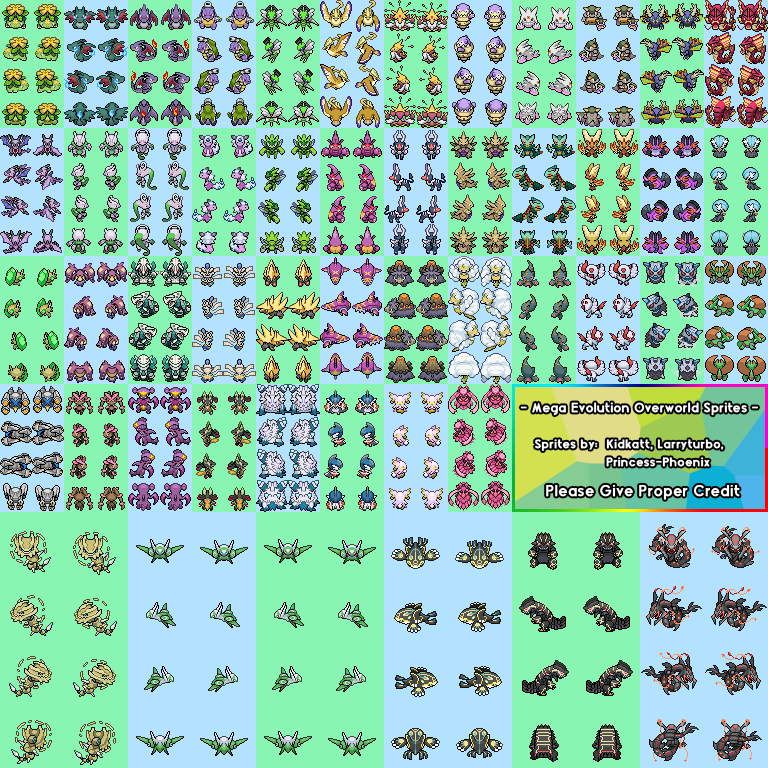 - Mega Evolution Overworld Sprites -
Sprites by: Kidkatt, Larryturbo,
Princess-Phoenix
Please Give Proper Credit